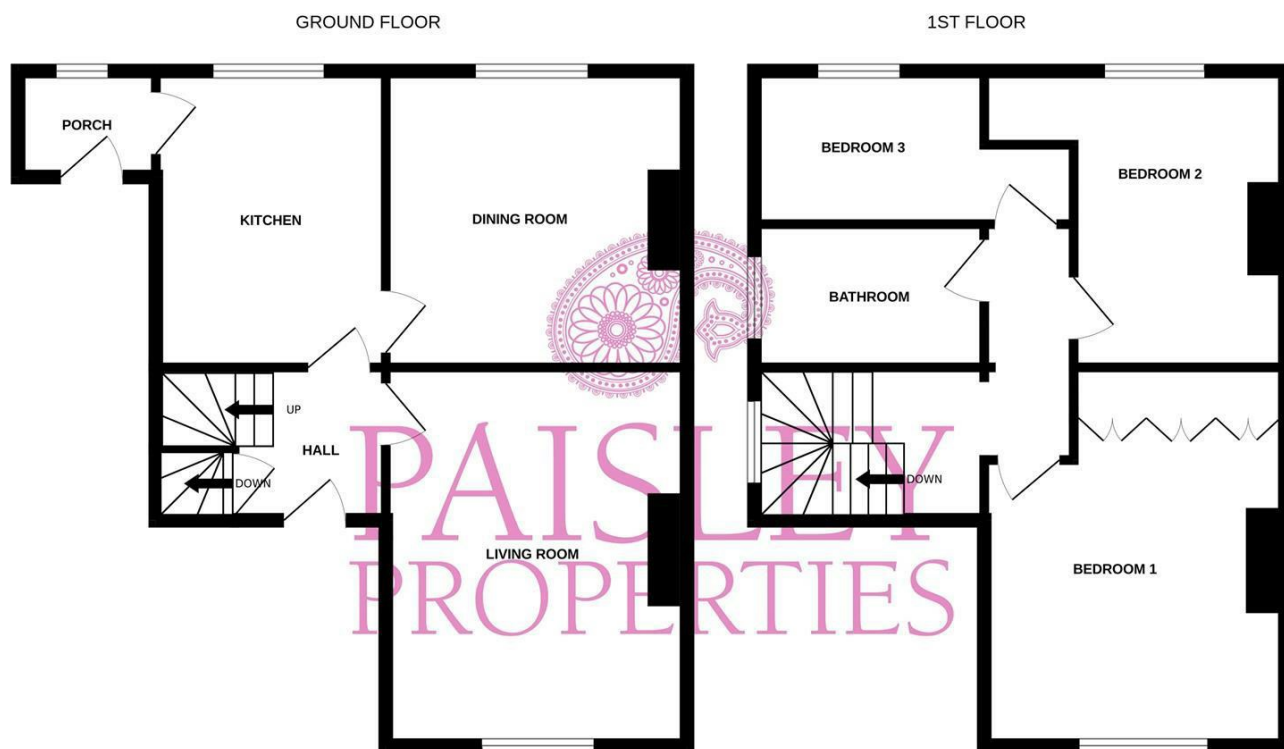 GROUND FLOOR
1ST FLOOR
PORCH
KITCHEN
DINING ROOM
UP
HALL
DOWN
LIVING ROOM
BEDROOM 3
BEDROOM 2
BATHROOM
DOWN
BEDROOM 1
PAISLEY
PROPERTIES